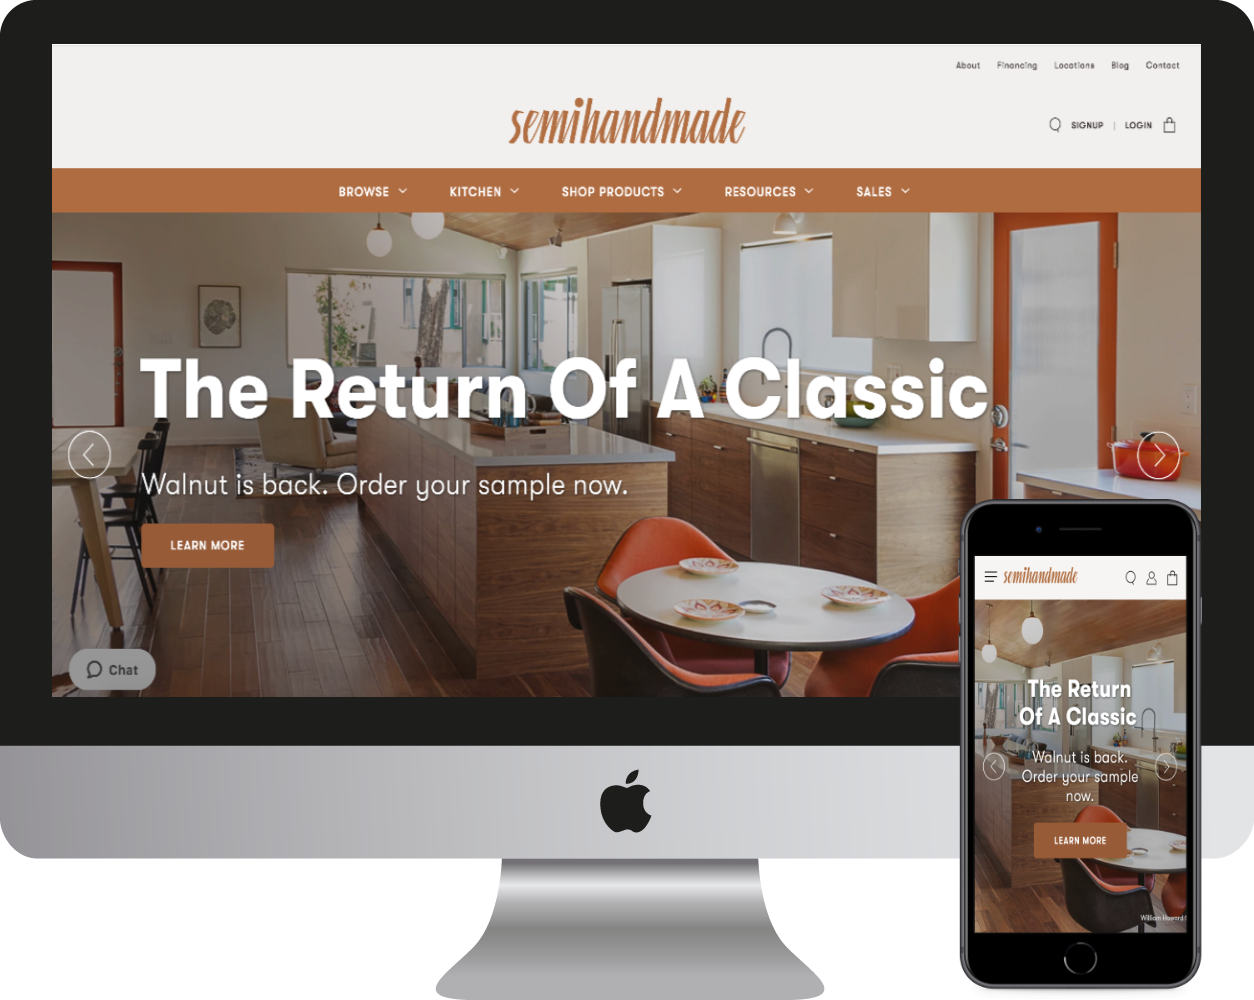 About Financing Locations Blog Contact
semihandmade
SIGNUP | LOGIN
BROWSE KITCHEN SHOP PRODUCTS RESOURCES SALES
The Return Of A Classic
Walnut is back. Order your sample now.
LEARN MORE
Chat
semihandmade
The Return
Of A Classic
Walnut is back.
Order your sample
now.
LEARN MORE
William Howard